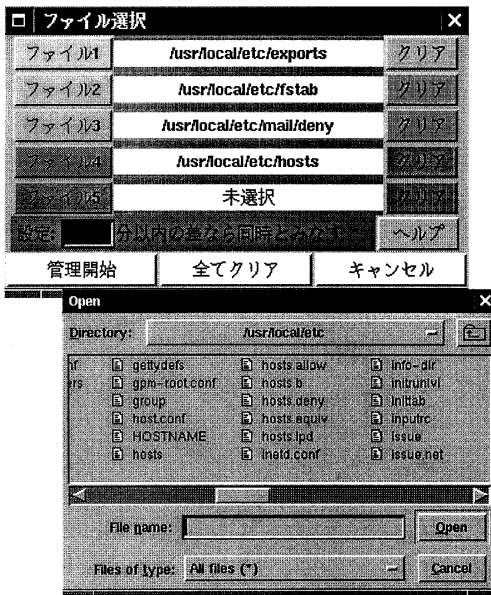 ファイル選択
ファイル1 /usr/local/etc/exports クリア
ファイル2 /usr/local/etc/fstab クリア
ファイル3 /usr/local/etc/mail/deny クリア
ファイル4 /usr/local/etc/hosts クリア
ファイル5 未選択 クリア
設定: 分以内の差なら同時とみなす ヘルプ
管理開始 全てクリア キャンセル
Open
Directory: /usr/local/etc
nf gettydefs hosts.allow info-dir
ers gpm-root.conf hosts.b initrunlvl
group hosts.deny inittab
host.conf hosts.equiv inputrc
HOSTNAME hosts.lpd issue
hosts inetd.conf issue.net
File name: Open
Files of type: All files (*) Cancel